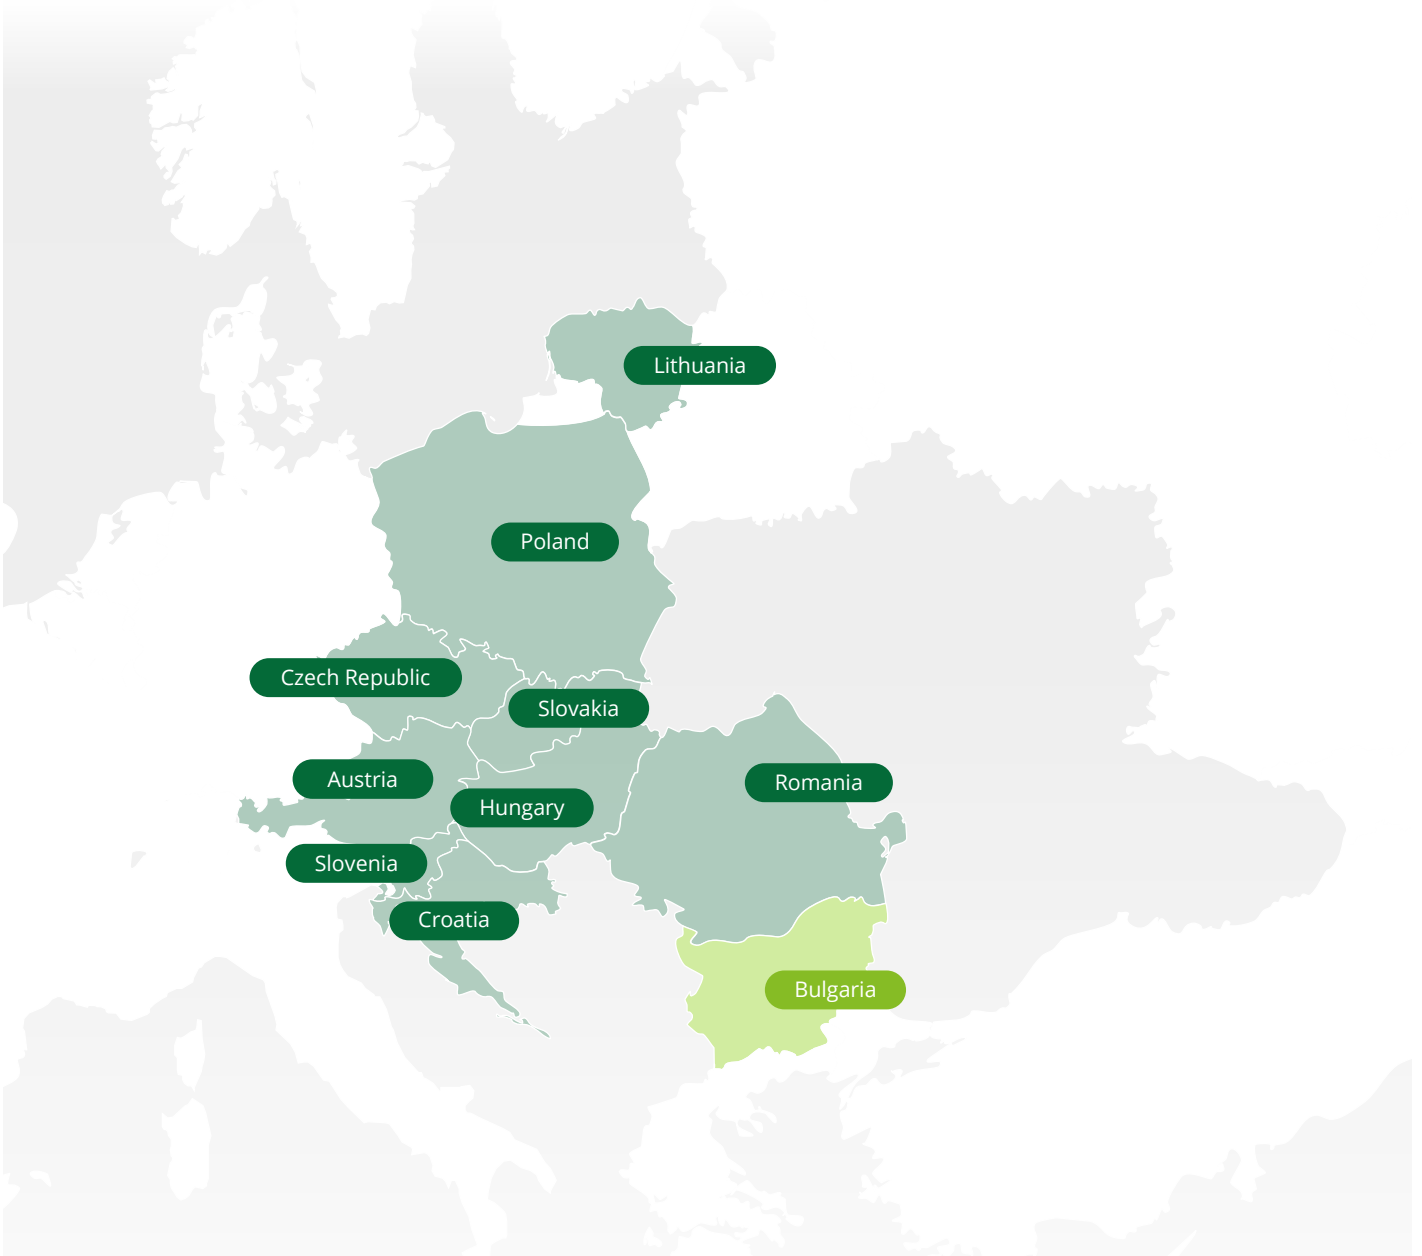 Lithuania
Poland
Czech Republic
Slovakia
Austria
Romania
Hungary
Slovenia
Croatia
Bulgaria